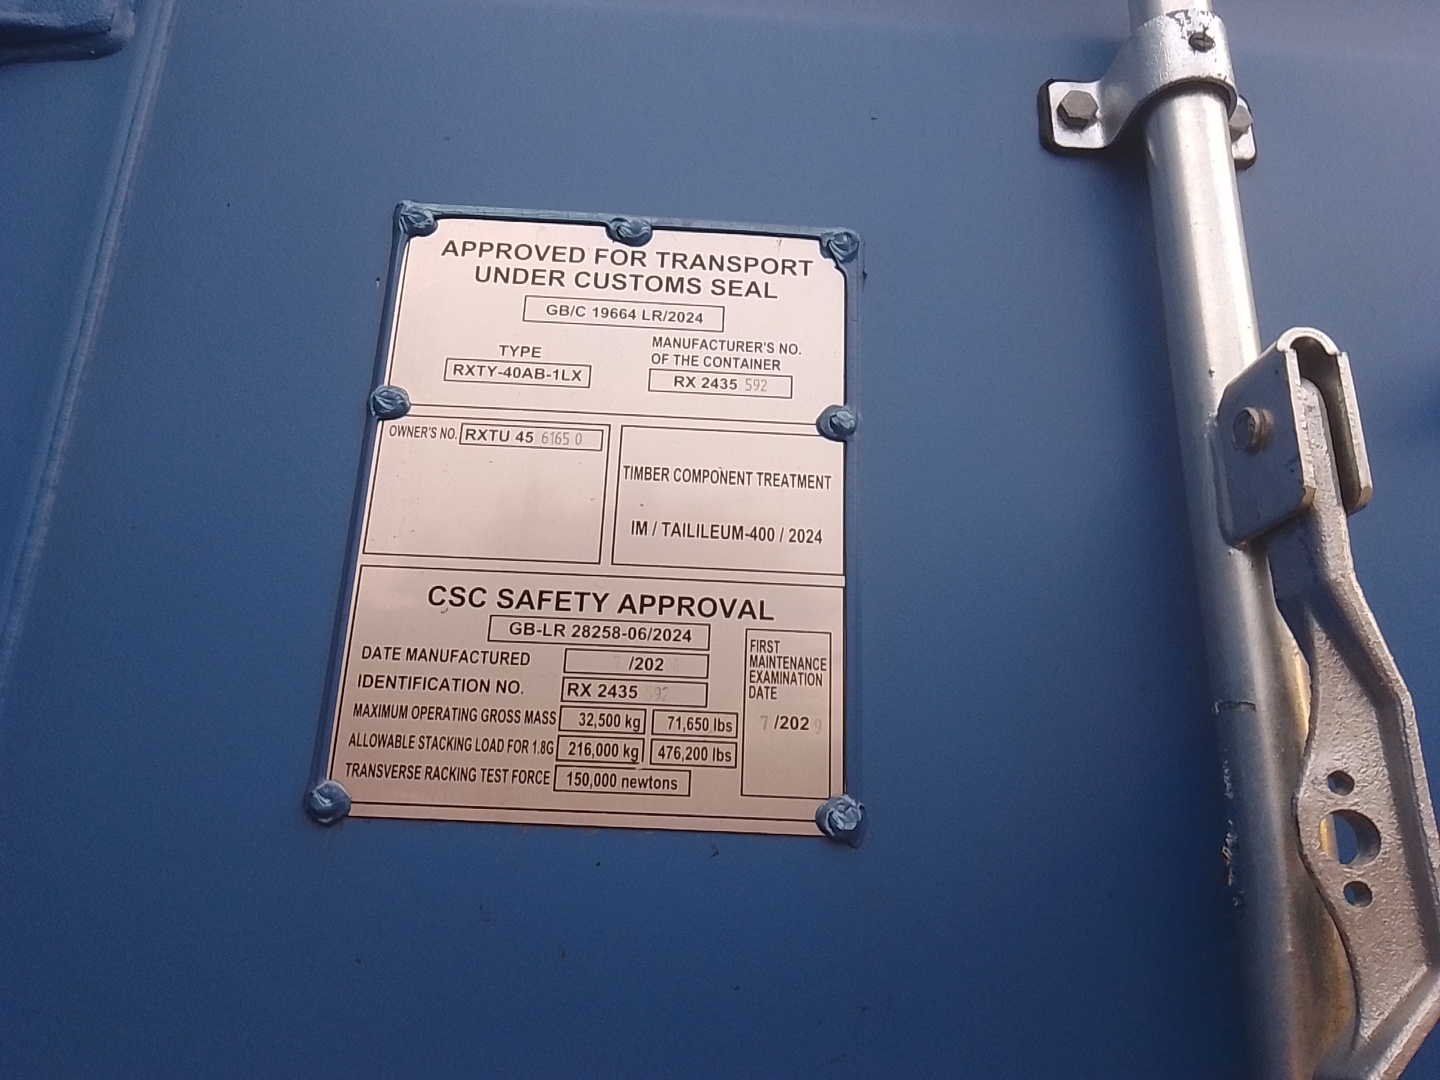 APPROVED FOR TRANSPORT
UNDER CUSTOMS SEAL
GB/C 19664 LR/2024
TYPE
RXTY-40AB-1LX
MANUFACTURER'S NO.
OF THE CONTAINER
RX 2435 592
OWNER'S NO. RXTU 45 6165 0
TIMBER COMPONENT TREATMENT
IM / TAILILEUM-400 / 2024
CSC SAFETY APPROVAL
GB-LR 28258-06/2024
DATE MANUFACTURED 7 /202
IDENTIFICATION NO. RX 2435 592
MAXIMUM OPERATING GROSS MASS 32,500 kg 71,650 lbs
ALLOWABLE STACKING LOAD FOR 1.8G 216,000 kg 476,200 lbs
TRANSVERSE RACKING TEST FORCE 150,000 newtons
FIRST
MAINTENANCE
EXAMINATION
DATE
7 /202 9